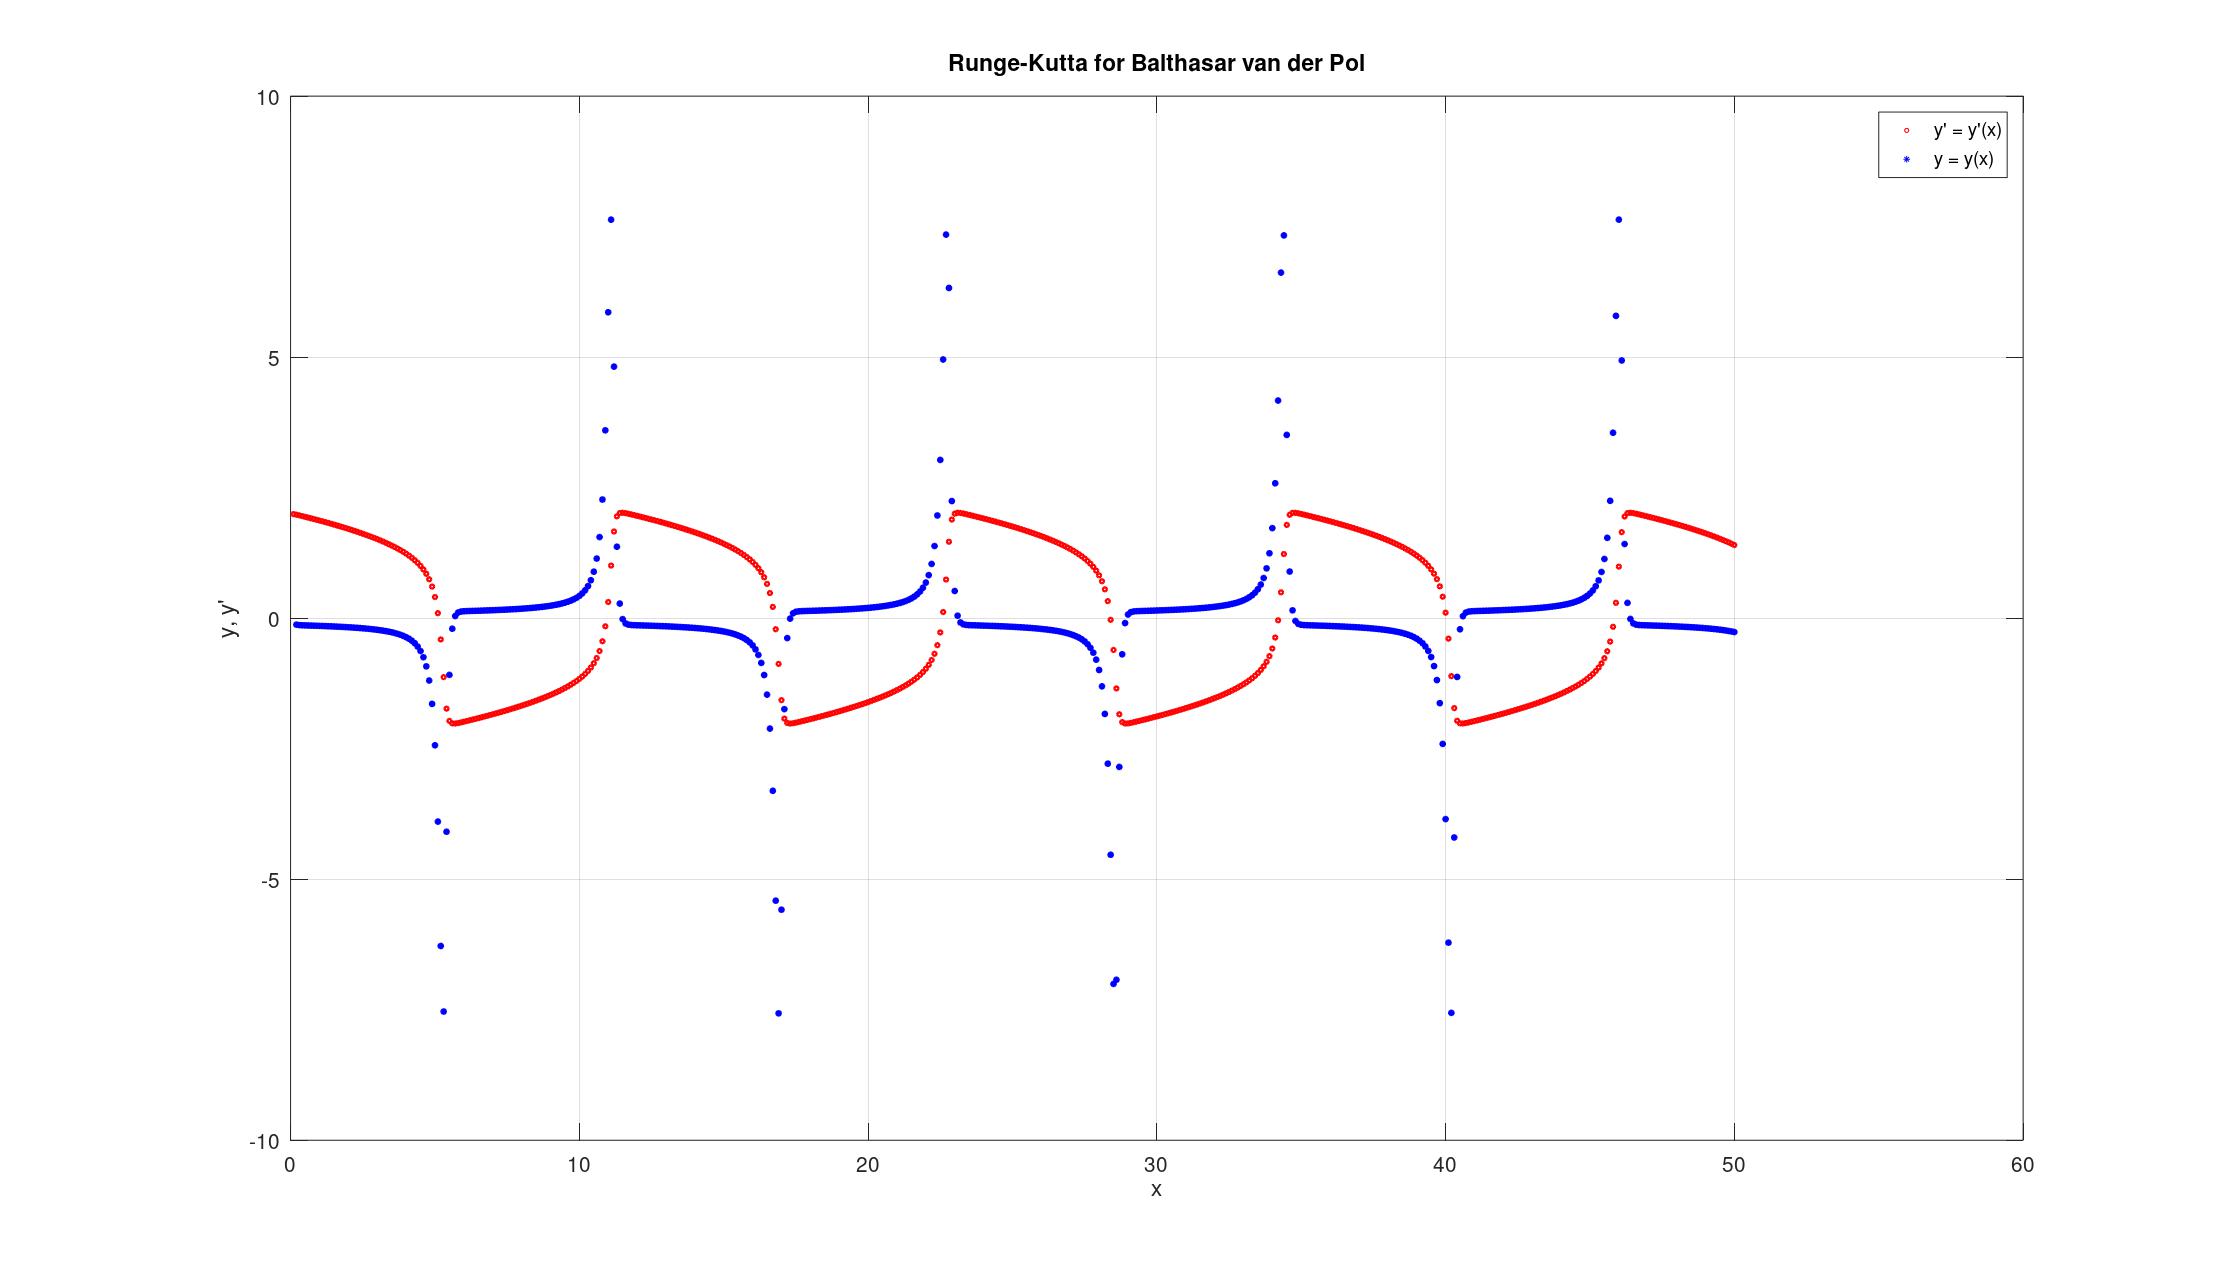 Runge-Kutta for Balthasar van der Pol
10
y' = y'(x)
y = y(x)
5
0
y, y'
-5
-10
0 10 20 30 40 50 60
x